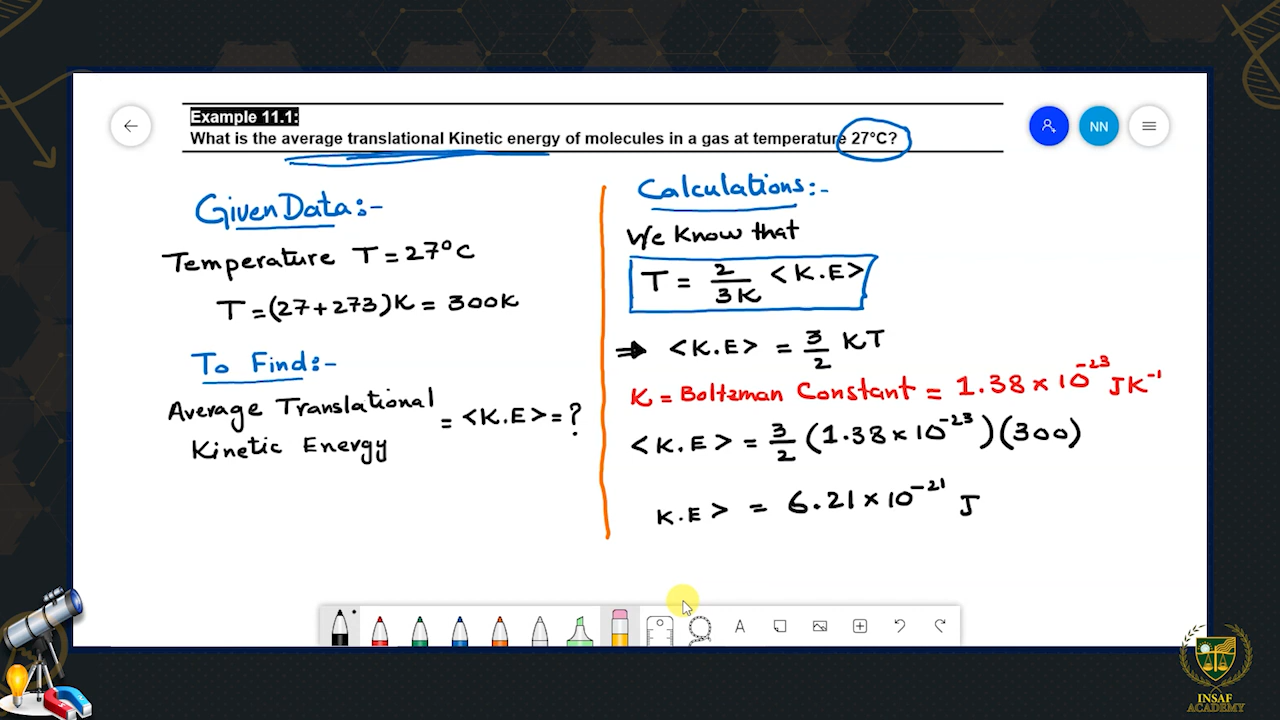 Example 11.1:
What is the average translational Kinetic energy of molecules in a gas at temperature 27°C?
NN
Given Data:-
Temperature T = 27°C
T = (27+273)K = 300K
To Find:-
Average Translational
Kinetic Energy = <K.E> = ?
Calculations:-
We Know that
T = 2/3K <K.E>
⇒ <K.E> = 3/2 KT
K = Boltzman Constant = 1.38 × 10⁻²³ JK⁻¹
<K.E> = 3/2 (1.38 × 10⁻²³)(300)
K.E> = 6.21 × 10⁻²¹ J
A
INSAF
ACADEMY